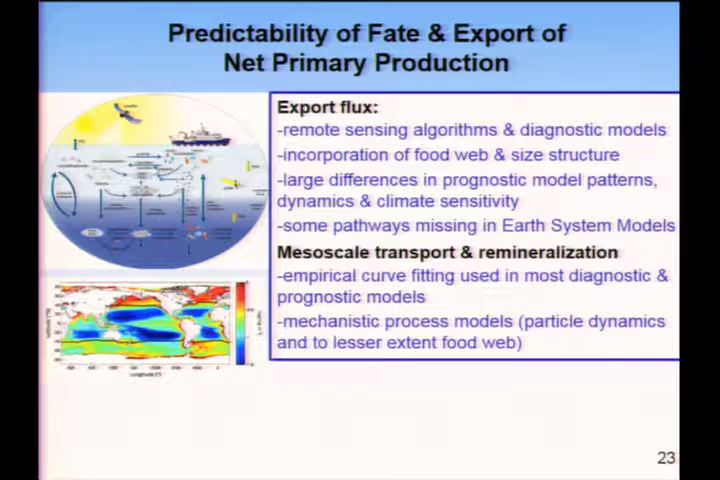 Predictability of Fate & Export of
Net Primary Production
Export flux:
-remote sensing algorithms & diagnostic models
-incorporation of food web & size structure
-large differences in prognostic model patterns,
dynamics & climate sensitivity
-some pathways missing in Earth System Models
Mesoscale transport & remineralization
-empirical curve fitting used in most diagnostic &
prognostic models
-mechanistic process models (particle dynamics
and to lesser extent food web)
23